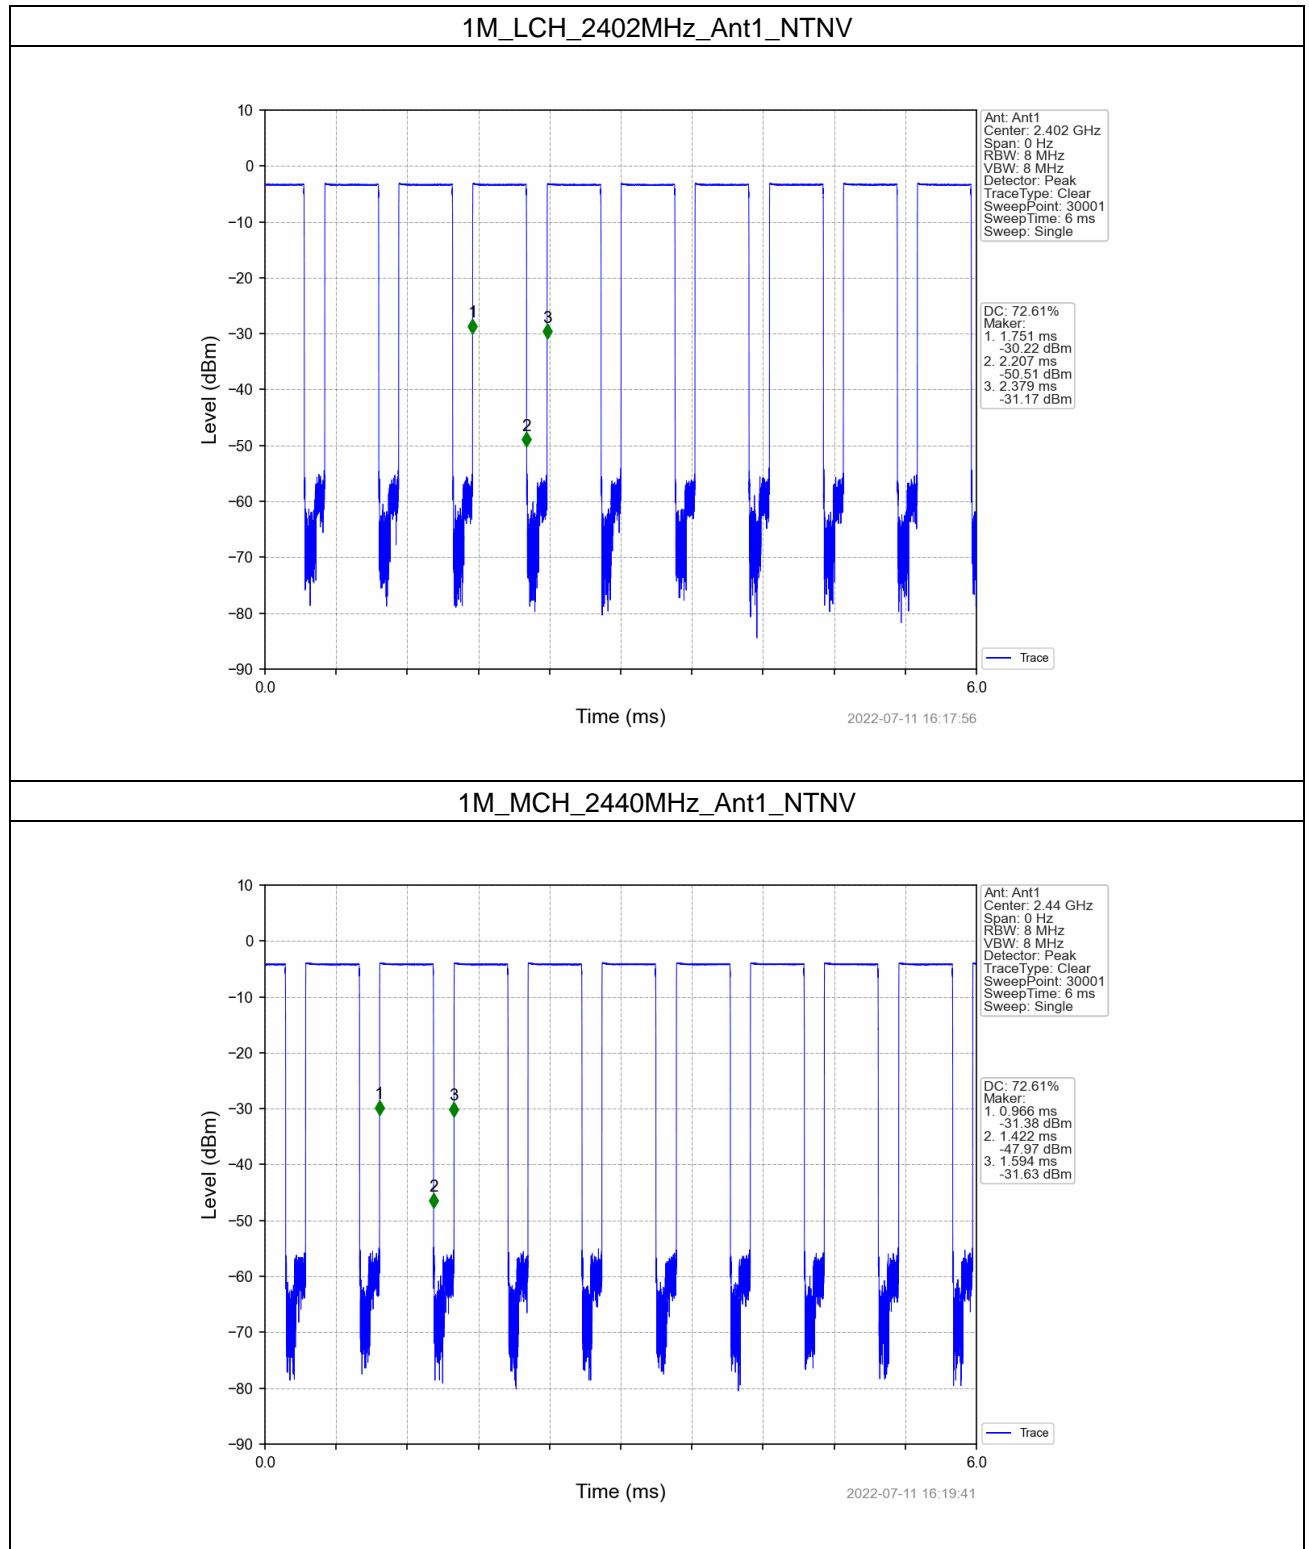 1M_LCH_2402MHz_Ant1_NTNV
10
0
−10
−20
−30
−40
−50
−60
−70
−80
−90
Level (dBm)
1
2
3
0.0
6.0
Time (ms)
2022-07-11 16:17:56
Ant: Ant1
Center: 2.402 GHz
Span: 0 Hz
RBW: 8 MHz
VBW: 8 MHz
Detector: Peak
TraceType: Clear
SweepPoint: 30001
SweepTime: 6 ms
Sweep: Single
DC: 72.61%
Maker:
1. 1.751 ms
-30.22 dBm
2. 2.207 ms
-50.51 dBm
3. 2.379 ms
-31.17 dBm
Trace
1M_MCH_2440MHz_Ant1_NTNV
10
0
−10
−20
−30
−40
−50
−60
−70
−80
−90
Level (dBm)
1
2
3
0.0
6.0
Time (ms)
2022-07-11 16:19:41
Ant: Ant1
Center: 2.44 GHz
Span: 0 Hz
RBW: 8 MHz
VBW: 8 MHz
Detector: Peak
TraceType: Clear
SweepPoint: 30001
SweepTime: 6 ms
Sweep: Single
DC: 72.61%
Maker:
1. 0.966 ms
-31.38 dBm
2. 1.422 ms
-47.97 dBm
3. 1.594 ms
-31.63 dBm
Trace